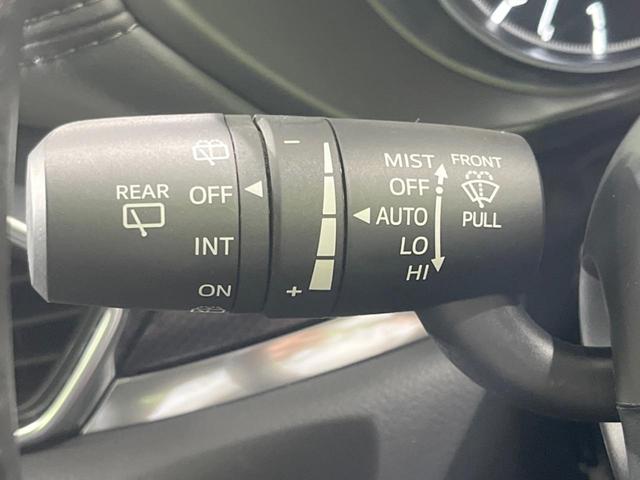 REAR
OFF
INT
ON
−
+
MIST
OFF
AUTO
LO
HI
FRONT
PULL